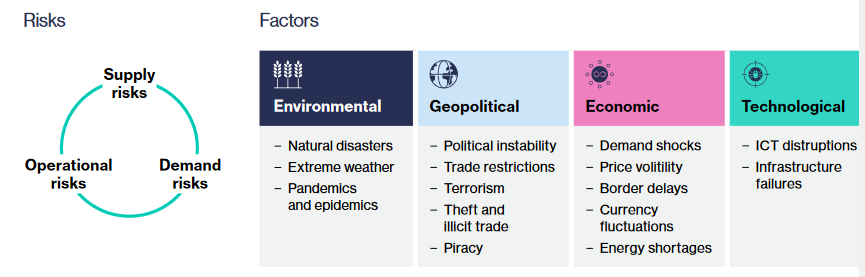 Risks
Factors
Supply
risks
Operational
risks
Demand
risks
Environmental
– Natural disasters
– Extreme weather
– Pandemics
and epidemics
Geopolitical
– Political instability
– Trade restrictions
– Terrorism
– Theft and
illicit trade
– Piracy
Economic
– Demand shocks
– Price volitility
– Border delays
– Currency
fluctuations
– Energy shortages
Technological
– ICT distruptions
– Infrastructure
failures